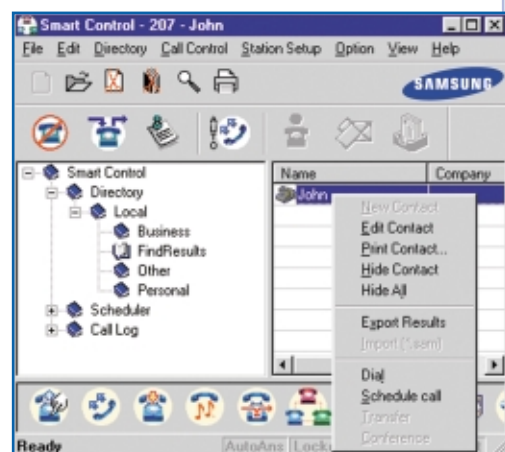 Smart Control - 207 - John
File Edit Directory Call Control Station Setup Option View Help
SAMSUNG
Smart Control
Directory
Local
Business
FindResults
Other
Personal
Scheduler
Call Log
Name Company
John
New Contact
Edit Contact
Print Contact...
Hide Contact
Hide All
Export Results
Import (*.sam)
Dial
Schedule call
Transfer
Conference
Ready AutoAns